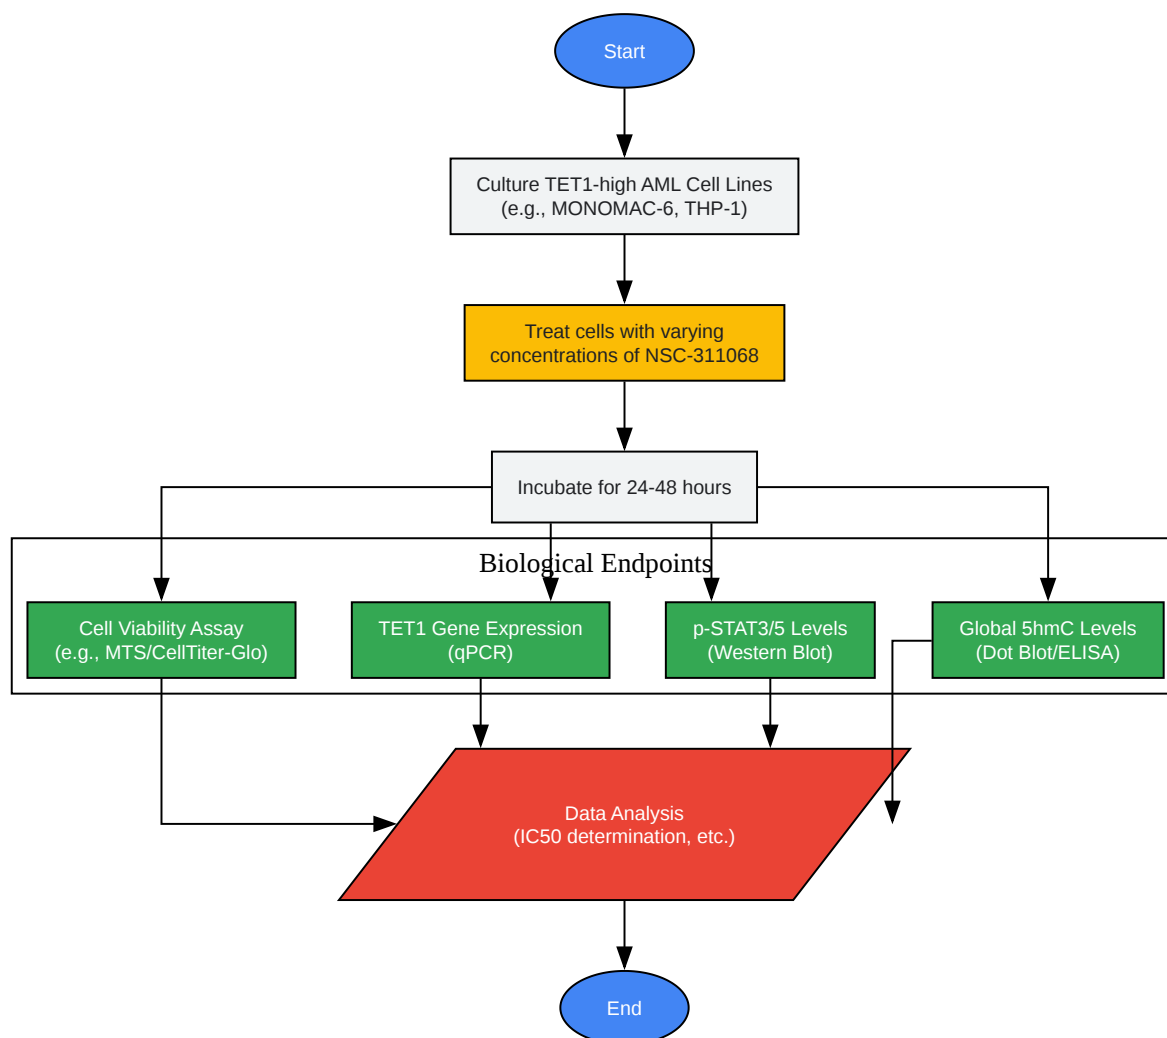 Start
Culture TET1-high AML Cell Lines
(e.g., MONOMAC-6, THP-1)
Treat cells with varying
concentrations of NSC-311068
Incubate for 24-48 hours
Biological Endpoints
Cell Viability Assay
(e.g., MTS/CellTiter-Glo)
TET1 Gene Expression
(qPCR)
p-STAT3/5 Levels
(Western Blot)
Global 5hmC Levels
(Dot Blot/ELISA)
Data Analysis
(IC50 determination, etc.)
End